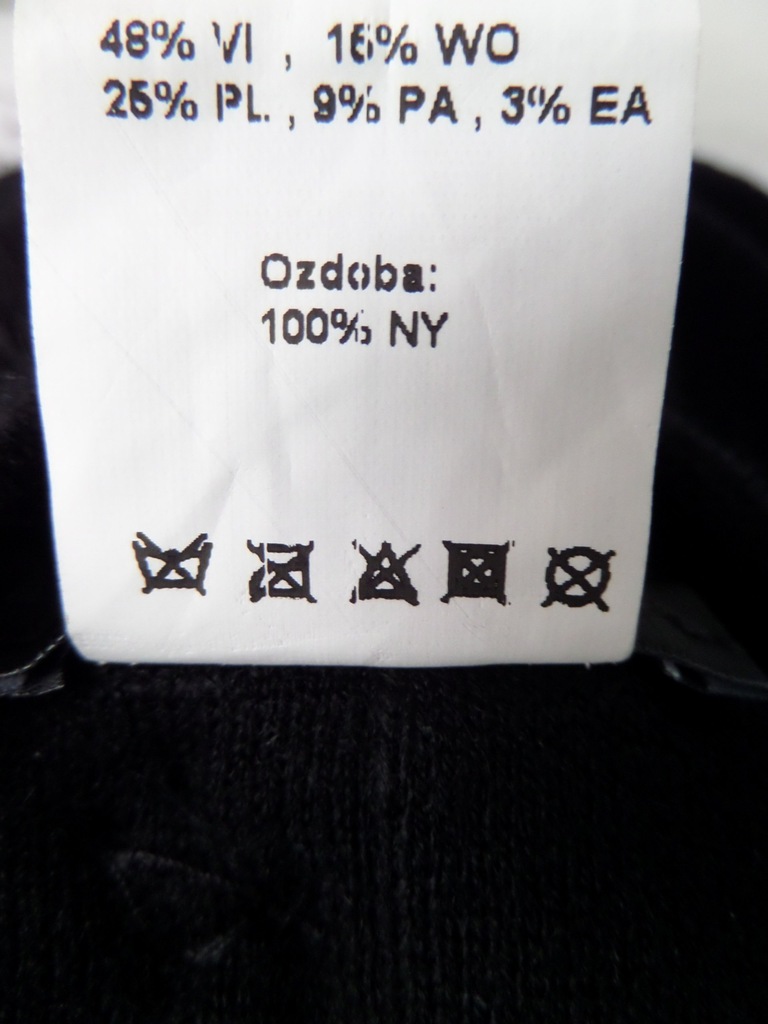 48% VI , 15% WO
25% PL , 9% PA , 3% EA
Ozdoba:
100% NY